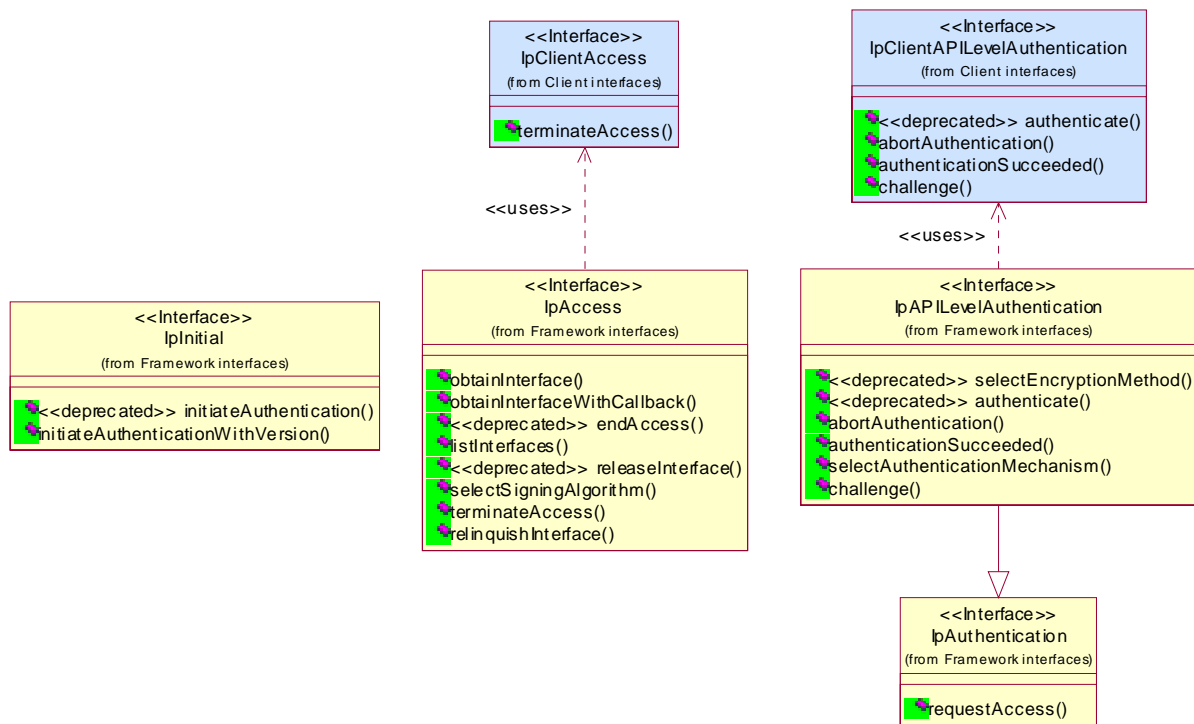 <<Interface>>
IpClientAccess
(from Client interfaces)
terminateAccess()
<<Interface>>
IpClientAPILevelAuthentication
(from Client interfaces)
<<deprecated>> authenticate()
abortAuthentication()
authenticationSucceeded()
challenge()
<<uses>>
<<uses>>
<<Interface>>
IpInitial
(from Framework interfaces)
<<deprecated>> initiateAuthentication()
initiateAuthenticationWithVersion()
<<Interface>>
IpAccess
(from Framework interfaces)
obtainInterface()
obtainInterfaceWithCallback()
<<deprecated>> endAccess()
listInterfaces()
<<deprecated>> releaseInterface()
selectSigningAlgorithm()
terminateAccess()
relinquishInterface()
<<Interface>>
IpAPILevelAuthentication
(from Framework interfaces)
<<deprecated>> selectEncryptionMethod()
<<deprecated>> authenticate()
abortAuthentication()
authenticationSucceeded()
selectAuthenticationMechanism()
challenge()
<<Interface>>
IpAuthentication
(from Framework interfaces)
requestAccess()